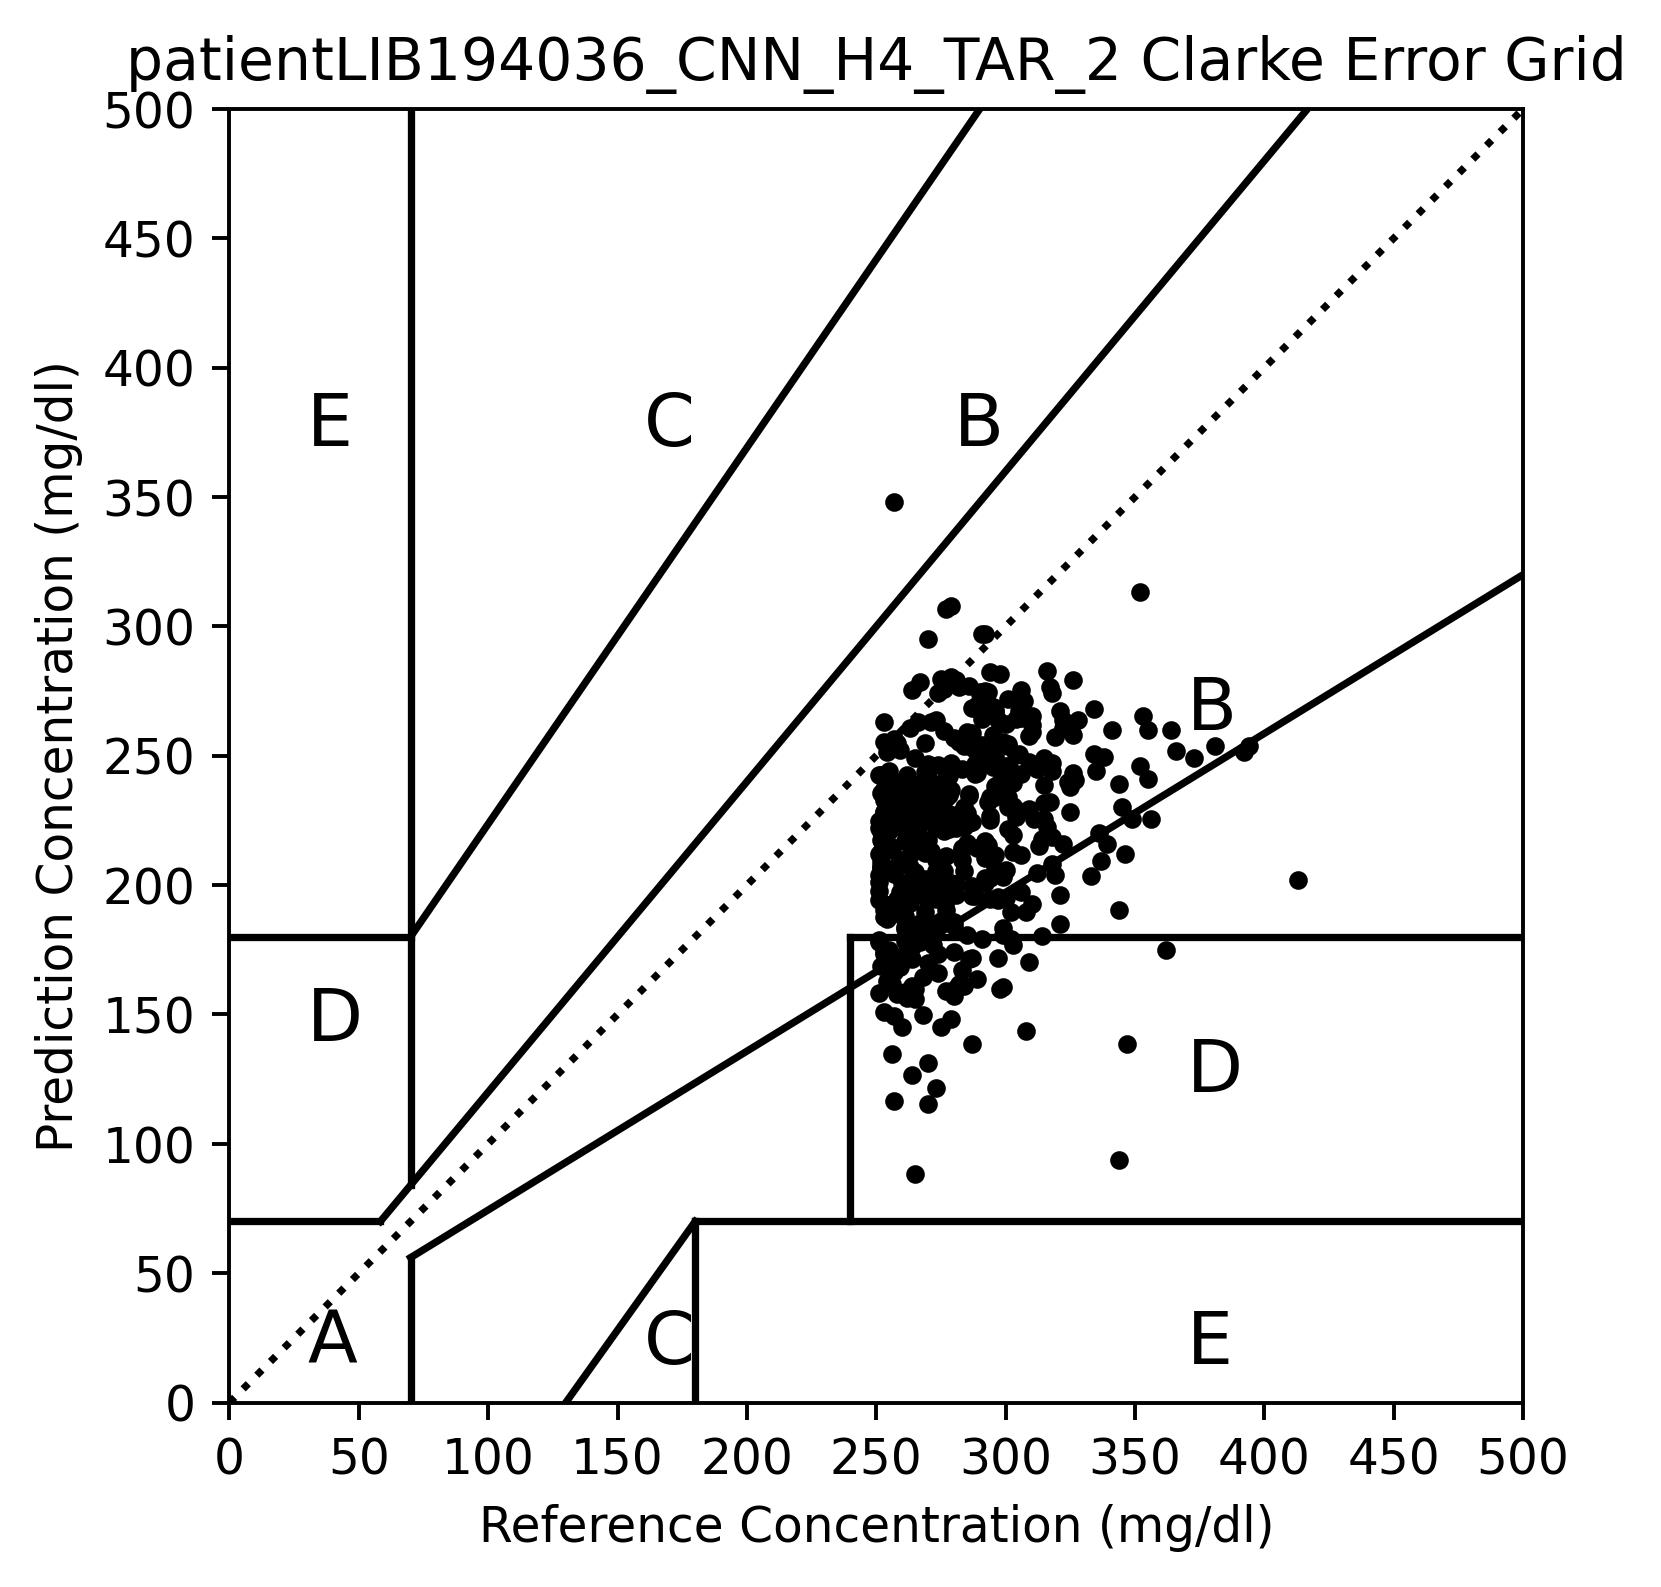 patientLIB194036_CNN_H4_TAR_2 Clarke Error Grid
500
450
400
350
300
250
200
150
100
50
0
Prediction Concentration (mg/dl)
E
C
B
B
D
D
A
C
E
0 50 100 150 200 250 300 350 400 450 500
Reference Concentration (mg/dl)